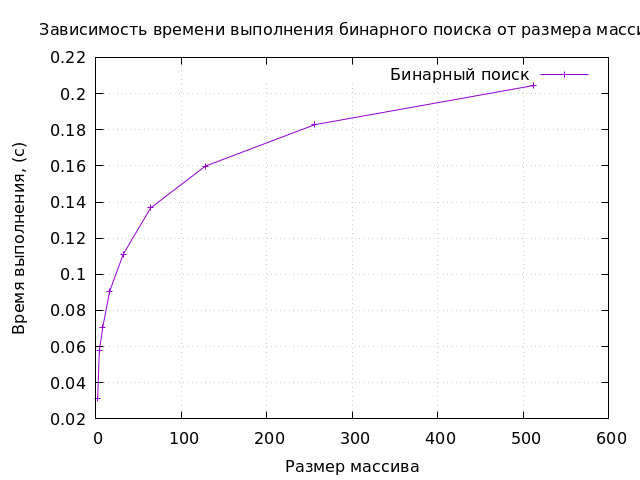 Зависимость времени выполнения бинарного поиска от размера масси
0.22
Бинарный поиск
0.2
0.18
0.16
0.14
0.12
0.1
0.08
0.06
0.04
0.02
Время выполнения, (с)
0 100 200 300 400 500 600
Размер массива